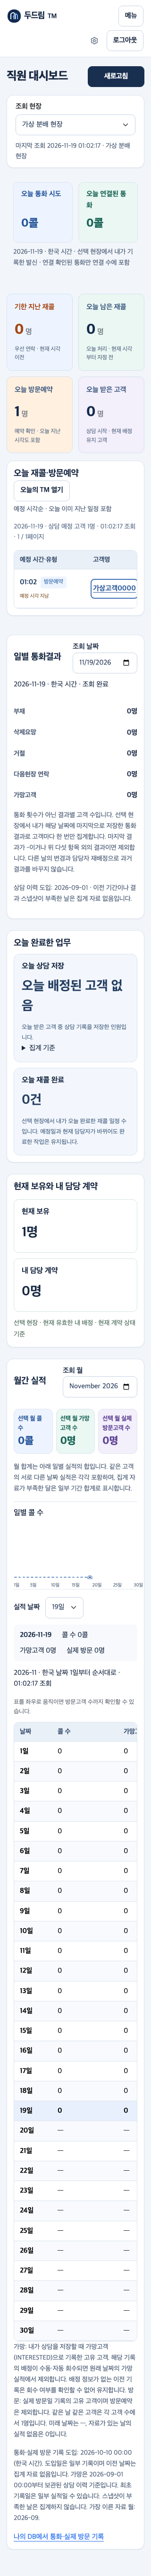 두드림 TM
메뉴
로그아웃
직원 대시보드
새로고침
조회 현장
가상 분배 현장
마지막 조회 2026-11-19 01:02:17 · 가상 분배
현장
오늘 통화 시도
0콜
오늘 연결된 통
화
0콜
2026-11-19 · 한국 시간 · 선택 현장에서 내가 기
록한 발신 · 연결 확인된 통화만 연결 수에 포함
기한 지난 재콜
0 명
우선 연락 · 현재 시각
이전
오늘 남은 재콜
0 명
오늘 처리 · 현재 시각
부터 자정 전
오늘 방문예약
1 명
예약 확인 · 오늘 지난
시각도 포함
오늘 받은 고객
0 명
상담 시작 · 현재 배정
유지 고객
오늘 재콜·방문예약
오늘의 TM 열기
예정 시각순 · 오늘 이미 지난 일정 포함
2026-11-19 · 상담 예정 고객 1명 · 01:02:17 조회
· 1 / 1페이지
예정 시간·유형
고객명
01:02 방문예약
예정 시각 지남
가상고객0000
일별 통화결과
조회 날짜
11/19/2026
2026-11-19 · 한국 시간 · 조회 완료
부재 0명
삭제요망 0명
거절 0명
다음현장 연락 0명
가망고객 0명
통화 횟수가 아닌 결과별 고객 수입니다. 선택 현
장에서 내가 해당 날짜에 마지막으로 저장한 통화
결과로 고객마다 한 번만 집계합니다. 마지막 결
과가 -이거나 위 다섯 항목 외의 결과이면 제외합
니다. 다른 날의 변경과 담당자 재배정으로 과거
결과를 바꾸지 않습니다.
상담 이력 도입: 2026-09-01 · 이전 기간이나 결
과 스냅샷이 부족한 날은 집계 자료 없음입니다.
오늘 완료한 업무
오늘 상담 저장
오늘 배정된 고객 없
음
오늘 받은 고객 중 상담 기록을 저장한 인원입
니다.
▶ 집계 기준
오늘 재콜 완료
0건
선택 현장에서 내가 오늘 완료한 재콜 일정 수
입니다. 예정일과 현재 담당자가 바뀌어도 완
료한 작업은 유지됩니다.
현재 보유와 내 담당 계약
현재 보유
1명
내 담당 계약
0명
선택 현장 · 현재 유효한 내 배정 · 현재 계약 상태
기준
월간 실적
조회 월
November 2026
선택 월 콜
수
0콜
선택 월 가망
고객 수
0명
선택 월 실제
방문고객 수
0명
월 합계는 아래 일별 실적의 합입니다. 같은 고객
의 서로 다른 날짜 실적은 각각 포함하며, 집계 자
료가 부족한 달은 일부 기간 합계로 표시합니다.
일별 콜 수
0콜
1일 5일 10일 15일 20일 25일 30일
실적 날짜 19일
2026-11-19 콜 수 0콜
가망고객 0명 실제 방문 0명
2026-11 · 한국 날짜 1일부터 순서대로 ·
01:02:17 조회
표를 좌우로 움직이면 방문고객 수까지 확인할 수 있
습니다.
날짜 콜 수
1일 0 0
2일 0 0
3일 0 0
4일 0 0
5일 0 0
6일 0 0
7일 0 0
8일 0 0
9일 0 0
10일 0 0
11일 0 0
12일 0 0
13일 0 0
14일 0 0
15일 0 0
16일 0 0
17일 0 0
18일 0 0
19일 0 0
20일 — —
21일 — —
22일 — —
23일 — —
24일 — —
25일 — —
26일 — —
27일 — —
28일 — —
29일 — —
30일 — —
가망: 내가 상담을 저장할 때 가망고객
(INTERESTED)으로 기록한 고유 고객, 해당 기록
의 배정이 수동·자동 회수되면 원래 날짜의 가망
실적에서 제외합니다. 배정 정보가 없는 이전 기
록은 회수 여부를 확인할 수 없어 유지합니다. 방
문: 실제 방문일 기록의 고유 고객이며 방문예약
은 제외합니다. 같은 날 같은 고객은 각 고객 수에
서 1명입니다. 미래 날짜는 —, 자료가 있는 날의
실적 없음은 0입니다.
통화·실제 방문 기록 도입: 2026-10-10 00:00
(한국 시간). 도입일은 일부 기록이며 이전 날짜는
집계 자료 없음입니다. 가망은 2026-09-01
00:00부터 보관된 상담 이력 기준입니다. 최초
기록일은 일부 실적일 수 있습니다. 스냅샷이 부
족한 날은 집계하지 않습니다. 가장 이른 자료 월:
2026-09.
나의 DB에서 통화·실제 방문 기록